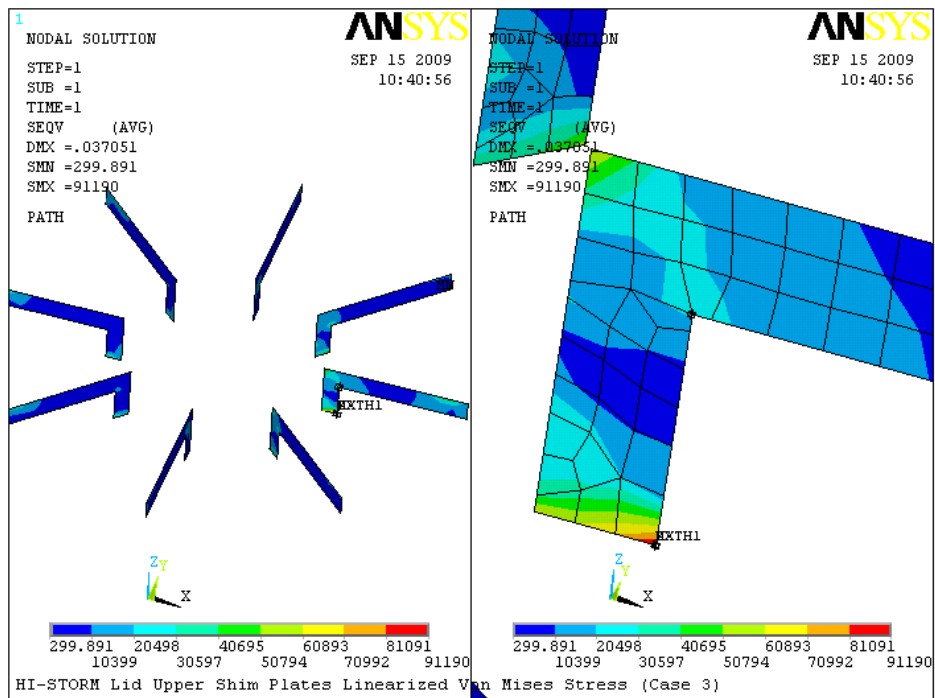 1
ANSYS
NODAL SOLUTION
SEP 15 2009
10:40:56
STEP=1
SUB =1
TIME=1
SEQV (AVG)
DMX =.037051
SMN =299.891
SMX =91190
PATH
MN
Z
Y
X
299.891 20498 40695 60893 81091
10399 30597 50794 70992 91190
ANSYS
NODAL SOLUTION
SEP 15 2009
10:40:56
STEP=1
SUB =1
TIME=1
SEQV (AVG)
DMX =.037051
SMN =299.891
SMX =91190
PATH
Z
Y
X
299.891 20498 40695 60893 81091
10399 30597 50794 70992 91190
HI-STORM Lid Upper Shim Plates Linearized Von Mises Stress (Case 3)